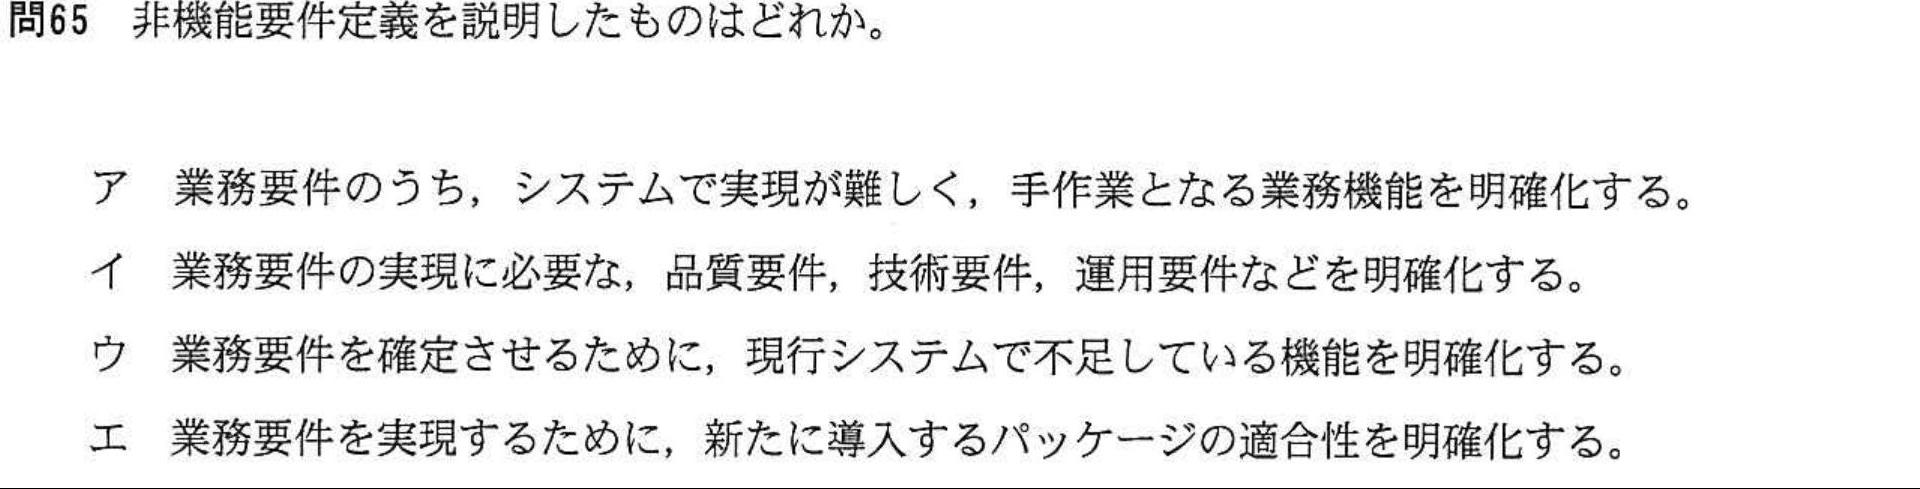 問65 非機能要件定義を説明したものはどれか。
ア 業務要件のうち，システムで実現が難しく，手作業となる業務機能を明確化する。
イ 業務要件の実現に必要な，品質要件，技術要件，運用要件などを明確化する。
ウ 業務要件を確定させるために，現行システムで不足している機能を明確化する。
エ 業務要件を実現するために，新たに導入するパッケージの適合性を明確化する。